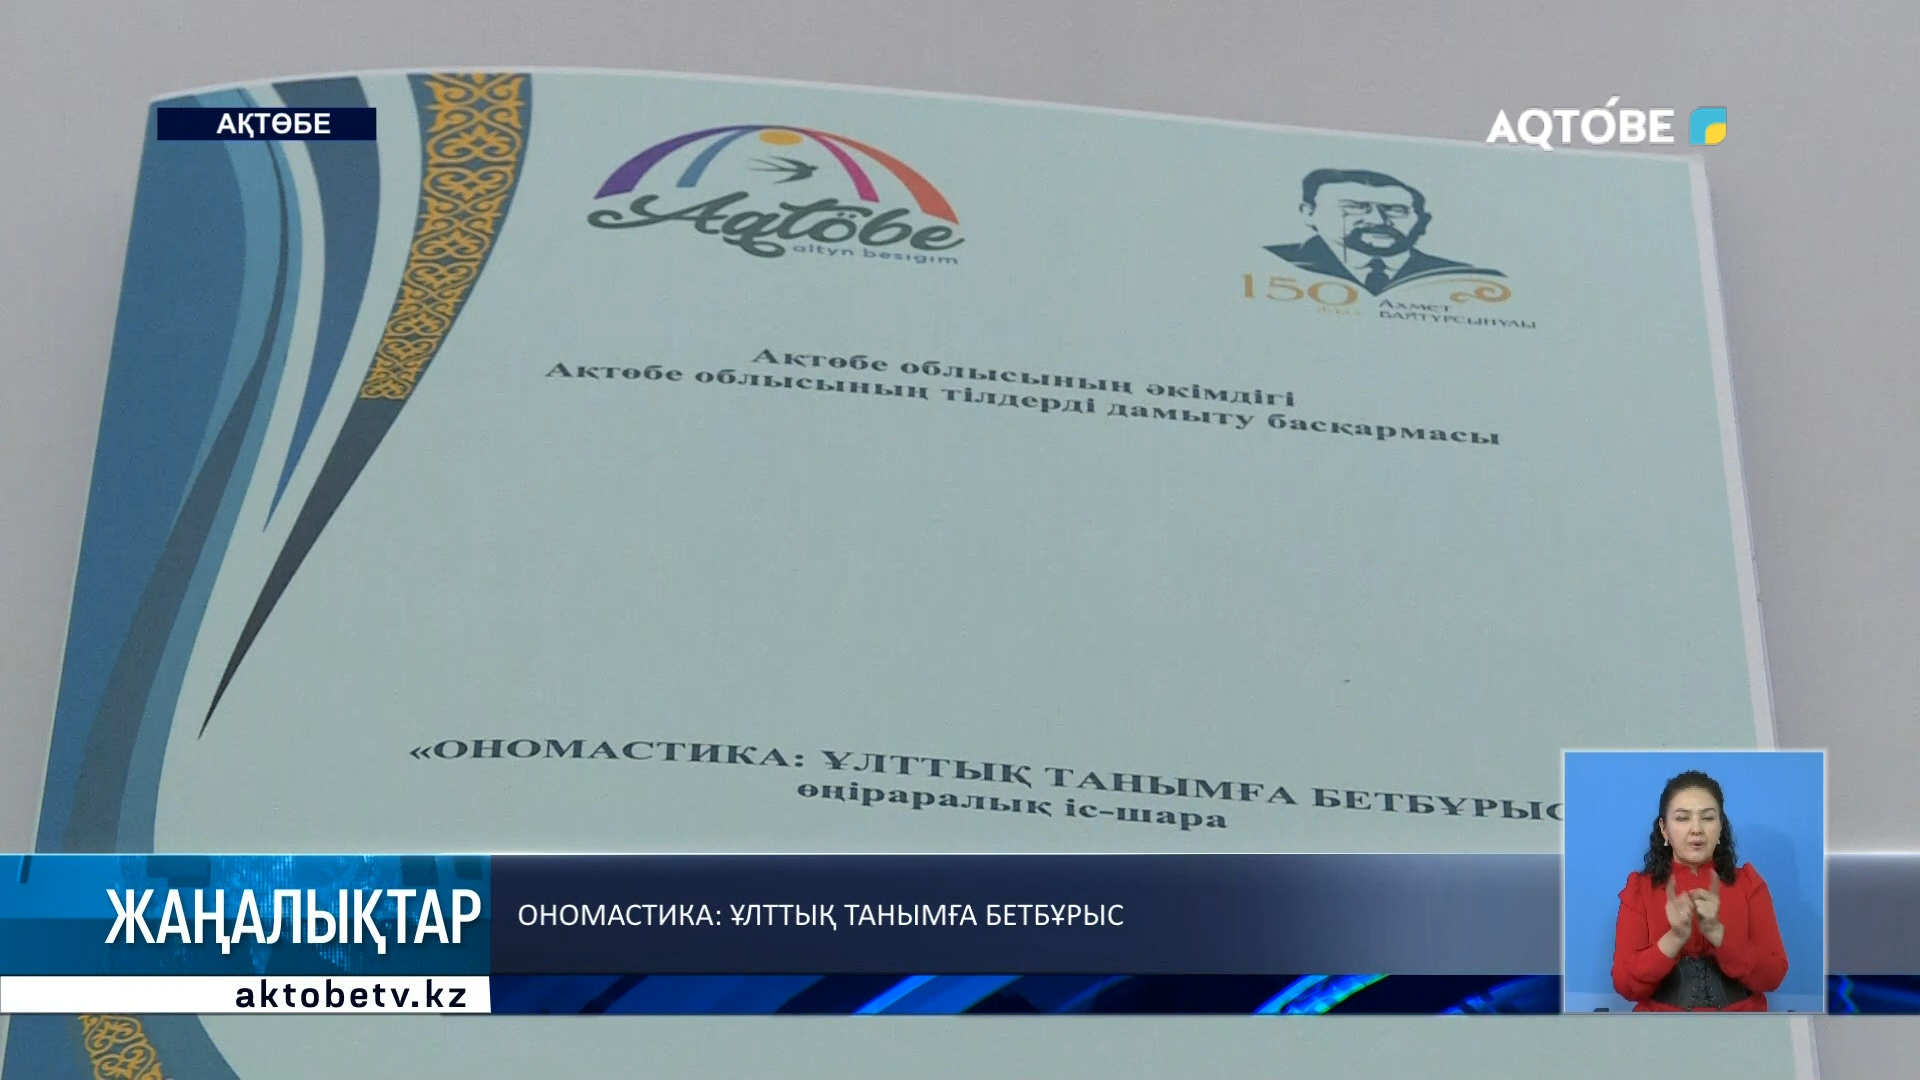 АҚТӨБЕ
AQTÓBE
Aqtöbe
altyn besigim
150
Ахмет
БАЙТҰРСЫНҰЛЫ
Ақтөбе облысының әкімдігі
Ақтөбе облысының тілдерді дамыту басқармасы
«ОНОМАСТИКА: ҰЛТТЫҚ ТАНЫМҒА БЕТБҰРЫС
өңіраралық іс-шара
ЖАҢАЛЫҚТАР
ОНОМАСТИКА: ҰЛТТЫҚ ТАНЫМҒА БЕТБҰРЫС
aktobetv.kz